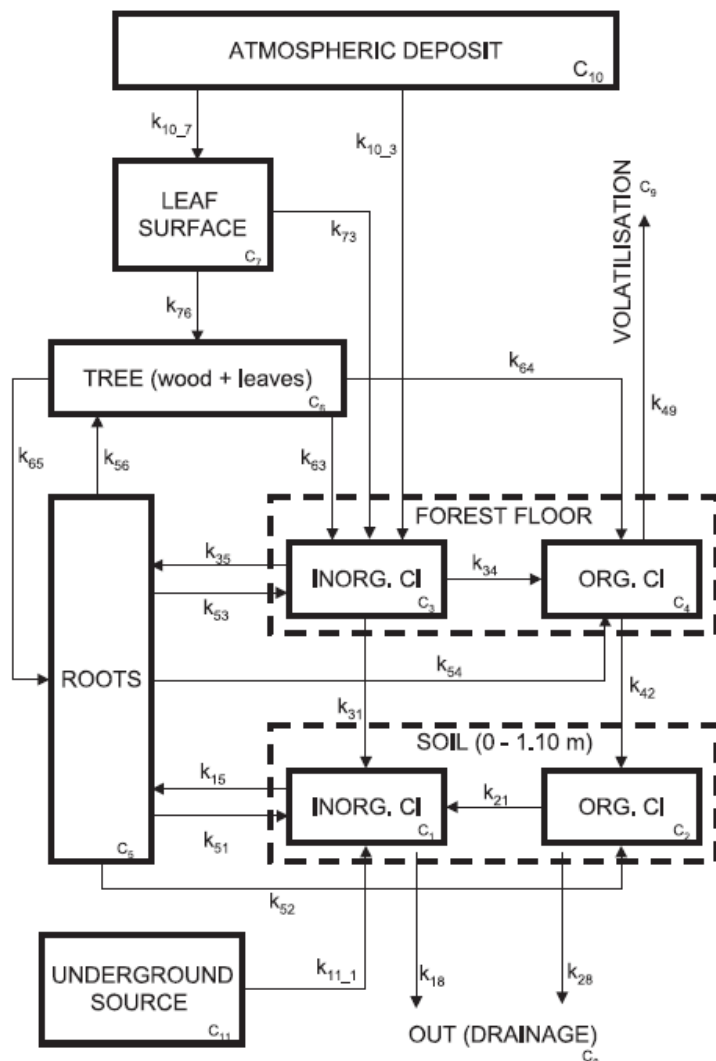 ATMOSPHERIC DEPOSIT
C10
k10_7
k10_3
LEAF
SURFACE
C7
k73
VOLATILISATION
C9
k76
TREE (wood + leaves)
C6
k64
k49
k65
k56
k63
FOREST FLOOR
k35
INORG. Cl
C3
k34
ORG. Cl
C4
k53
ROOTS
C5
k54
k42
k31
SOIL (0 - 1.10 m)
k15
INORG. Cl
C1
k21
ORG. Cl
C2
k51
k52
UNDERGROUND
SOURCE
C11
k11_1
k18
k28
OUT (DRAINAGE)